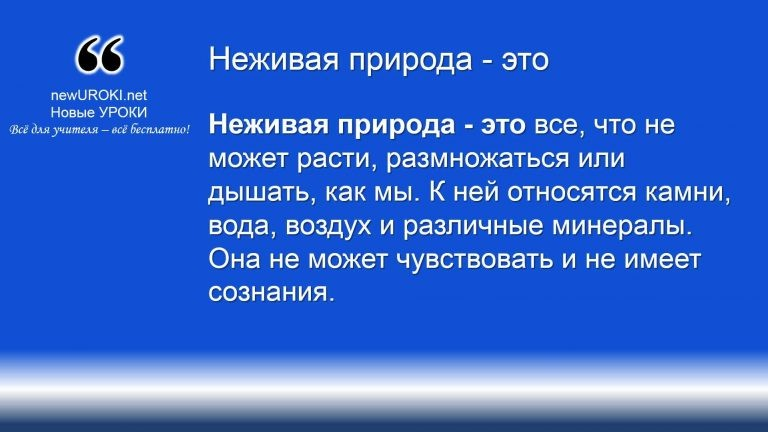 ❝
newUROKI.net
Новые УРОКИ
Всё для учителя – всё бесплатно!
Неживая природа - это
Неживая природа - это все, что не
может расти, размножаться или
дышать, как мы. К ней относятся камни,
вода, воздух и различные минералы.
Она не может чувствовать и не имеет
сознания.